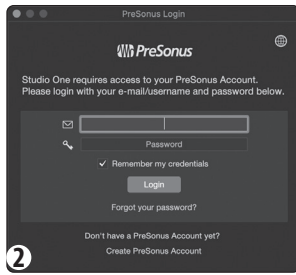 PreSonus Login
PreSonus
Studio One requires access to your PreSonus Account.
Please login with your e-mail/username and password below.
Password
✓ Remember my credentials
Login
Forgot your password?
Don't have a PreSonus Account yet?
Create PreSonus Account
2